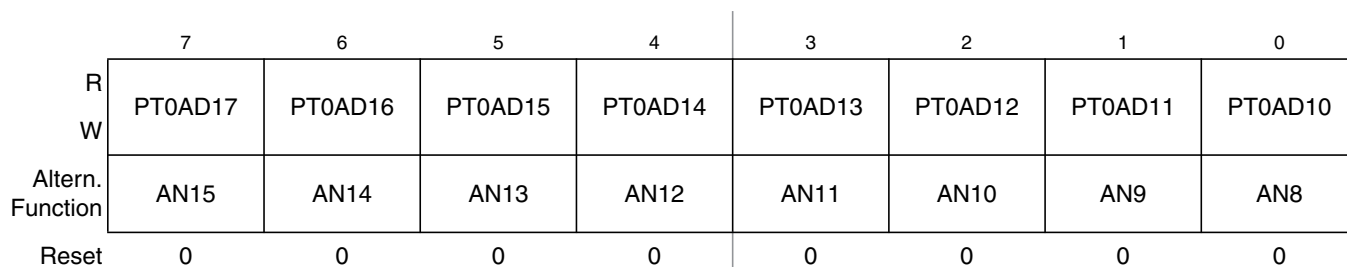 7 6 5 4 3 2 1 0
R
W
PT0AD17 PT0AD16 PT0AD15 PT0AD14 PT0AD13 PT0AD12 PT0AD11 PT0AD10
Altern.
Function
AN15 AN14 AN13 AN12 AN11 AN10 AN9 AN8
Reset 0 0 0 0 0 0 0 0